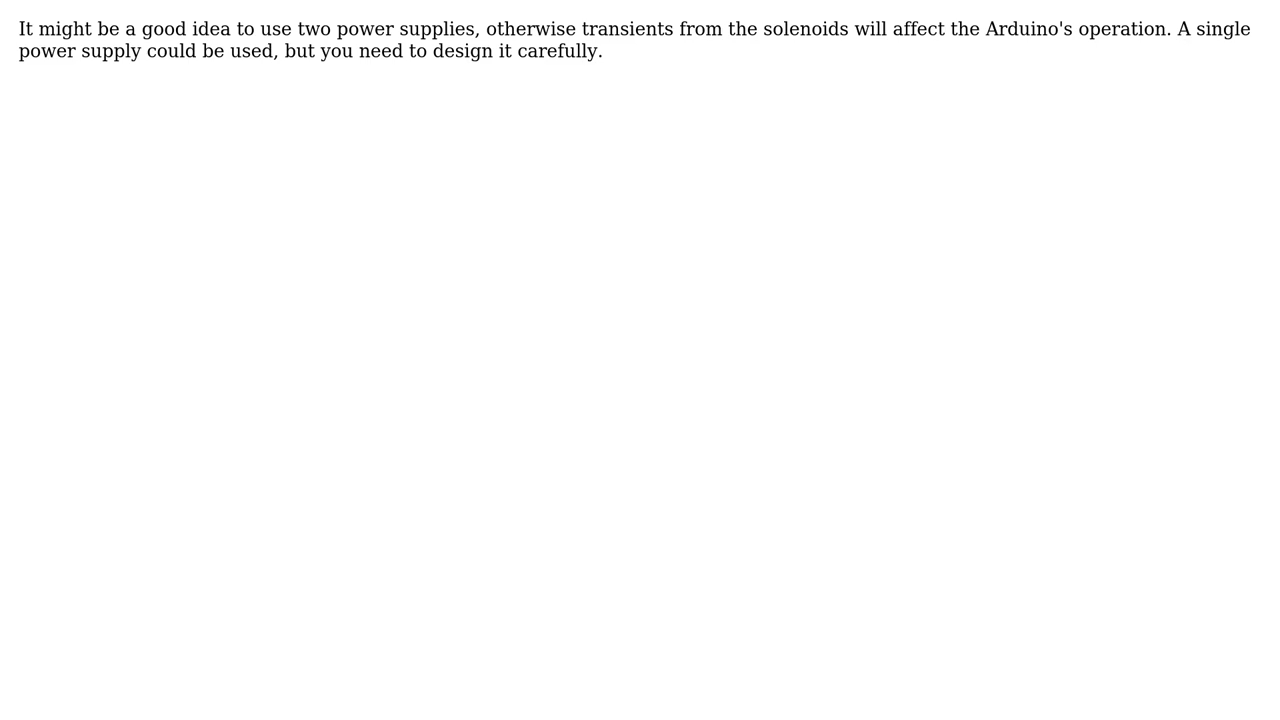 It might be a good idea to use two power supplies, otherwise transients from the solenoids will affect the Arduino's operation. A single
power supply could be used, but you need to design it carefully.